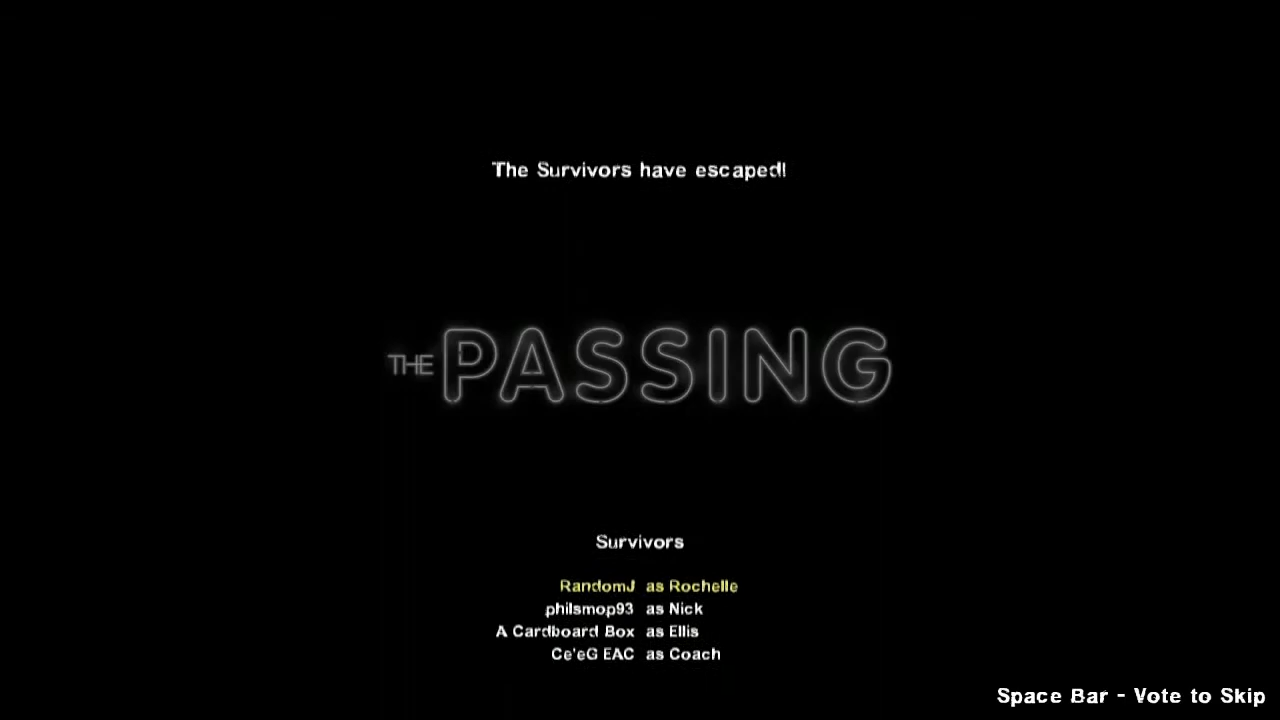 The Survivors have escaped!
THE PASSING
Survivors
RandomJ as Rochelle
philsmop93 as Nick
A Cardboard Box as Ellis
Ce'eG EAC as Coach
Space Bar - Vote to Skip